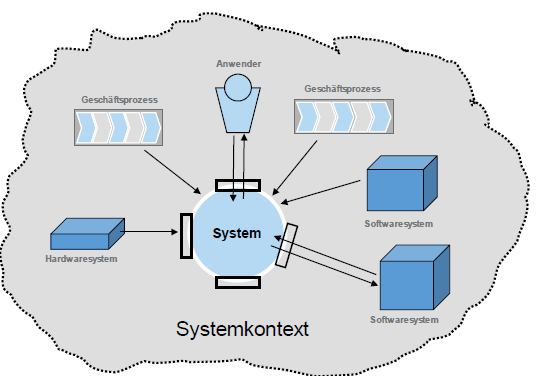 Anwender
Geschäftsprozess
Geschäftsprozess
Softwaresystem
System
Hardwaresystem
Softwaresystem
Systemkontext